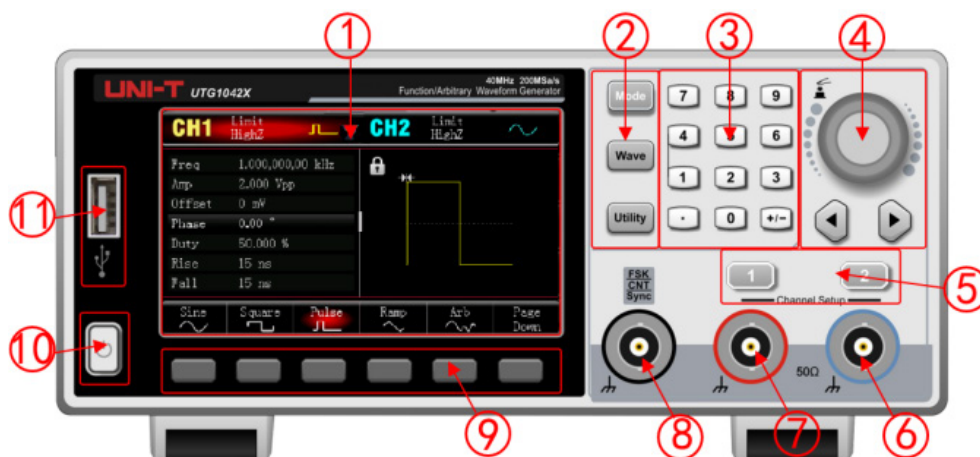 ① ② ③ ④
UNI-T UTG1042X
40MHz 200MSa/s
Function/Arbitrary Waveform Generator
CH1 Limit HighZ CH2 Limit HighZ
Freq 1.000,000,00 kHz
Amp 2.000 Vpp
Offset 0 mV
Phase 0.00 °
Duty 50.000 %
Rise 15 ns
Fall 15 ns
Sine Square Pulse Ramp Arb Page Down
Mode
Wave
Utility
7 8 9
4 5 6
1 2 3
. 0 +/-
1 2
Channel Setup
FSK
CNT
Sync
50Ω
⑪
⑩
⑤
⑨ ⑧ ⑦ ⑥